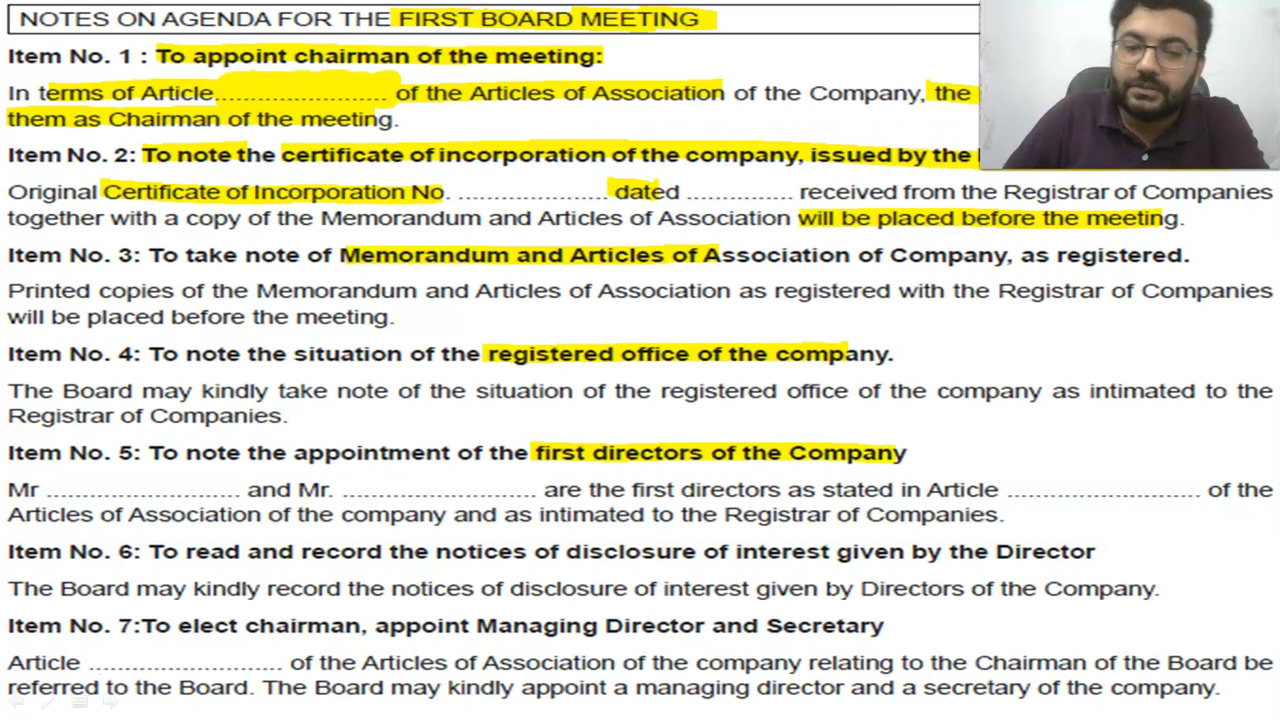 NOTES ON AGENDA FOR THE FIRST BOARD MEETING
Item No. 1 : To appoint chairman of the meeting:
In terms of Article........................ of the Articles of Association of the Company, the
them as Chairman of the meeting.
Item No. 2: To note the certificate of incorporation of the company, issued by the
Original Certificate of Incorporation No. ..................... dated ............... received from the Registrar of Companies
together with a copy of the Memorandum and Articles of Association will be placed before the meeting.
Item No. 3: To take note of Memorandum and Articles of Association of Company, as registered.
Printed copies of the Memorandum and Articles of Association as registered with the Registrar of Companies
will be placed before the meeting.
Item No. 4: To note the situation of the registered office of the company.
The Board may kindly take note of the situation of the registered office of the company as intimated to the
Registrar of Companies.
Item No. 5: To note the appointment of the first directors of the Company
Mr ........................... and Mr. ........................... are the first directors as stated in Article ........................... of the
Articles of Association of the company and as intimated to the Registrar of Companies.
Item No. 6: To read and record the notices of disclosure of interest given by the Director
The Board may kindly record the notices of disclosure of interest given by Directors of the Company.
Item No. 7:To elect chairman, appoint Managing Director and Secretary
Article ........................... of the Articles of Association of the company relating to the Chairman of the Board be
referred to the Board. The Board may kindly appoint a managing director and a secretary of the company.